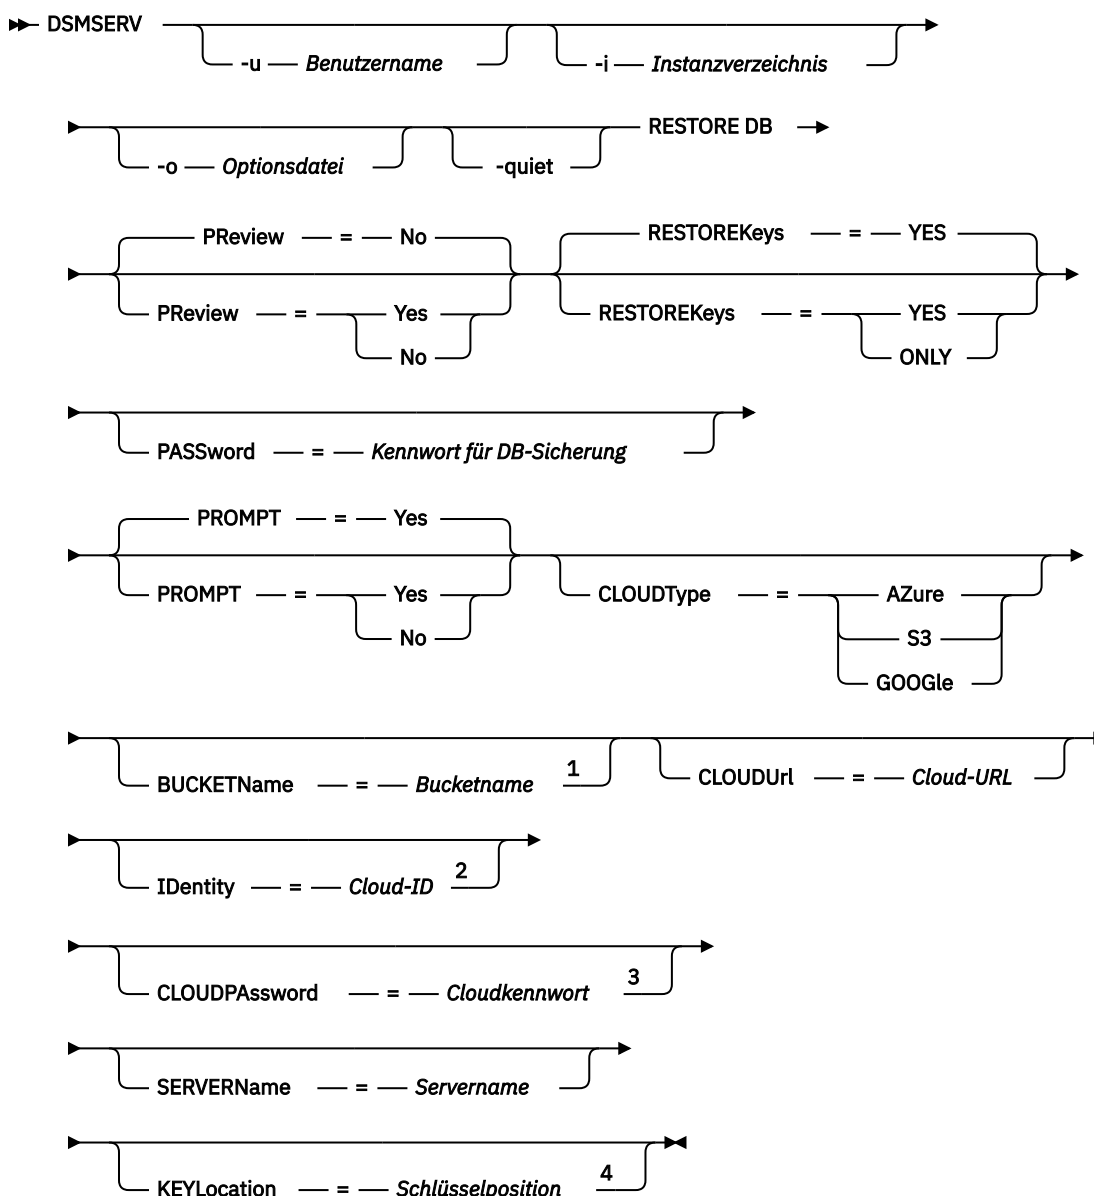 DSMSERV
-u Benutzername -i Instanzverzeichnis
-o Optionsdatei -quiet RESTORE DB
PReview = No RESTOREKeys = YES
PReview = Yes RESTOREKeys = YES
No ONLY
PASSword = Kennwort für DB-Sicherung
PROMPT = Yes
PROMPT = Yes CLOUDType = AZure
No S3
GOOGle
BUCKETName = Bucketname 1 CLOUDUrl = Cloud-URL
IDentity = Cloud-ID 2
CLOUDPAssword = Cloudkennwort 3
SERVERName = Servername
KEYLocation = Schlüsselposition 4